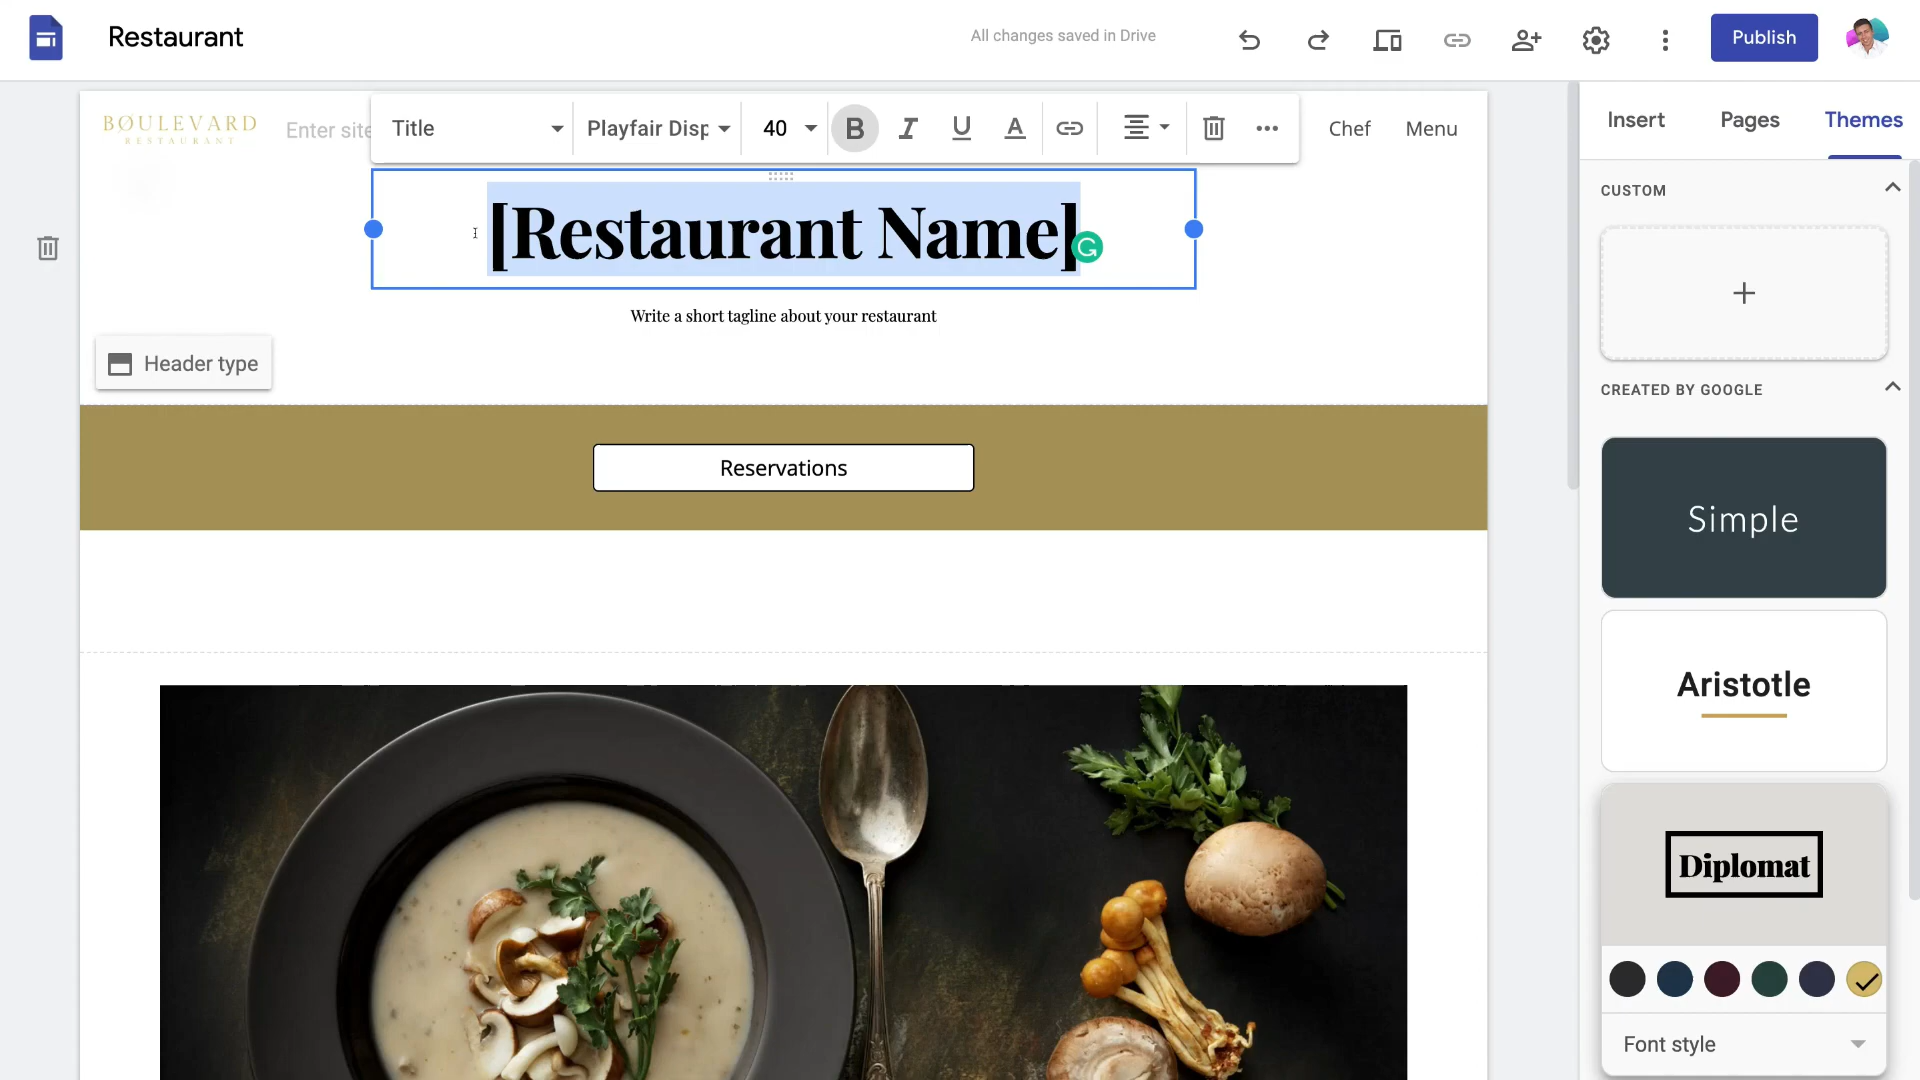 Restaurant
All changes saved in Drive
Publish
BØULEVARD
RESTAURANT
Enter site
Title
Playfair Disp
40
B
I
U
A
Chef
Menu
[Restaurant Name]
G
Write a short tagline about your restaurant
Header type
Reservations
Insert
Pages
Themes
CUSTOM
CREATED BY GOOGLE
Simple
Aristotle
Diplomat
Font style